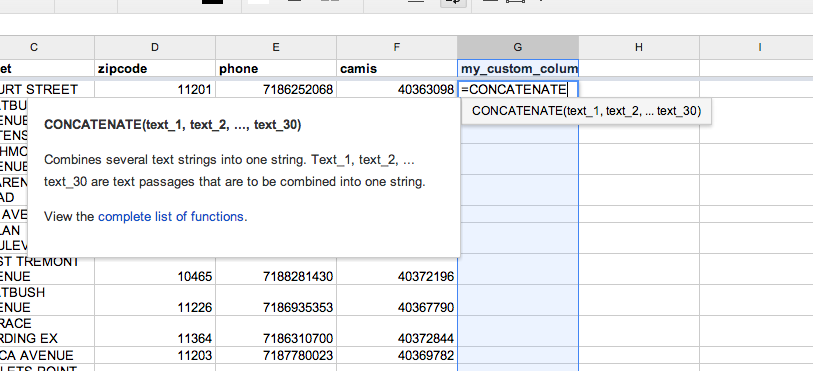 C D E F G H I
et zipcode phone camis my_custom_colum
URT STREET 11201 7186252068 40363098 =CONCATENATE
CONCATENATE(text_1, text_2, ... text_30)
TBU
ENUE
TENS
HMO
ENUE
AREN
AD
AVE
LAN
ULEV
CONCATENATE(text_1, text_2, ..., text_30)
Combines several text strings into one string. Text_1, text_2, ...
text_30 are text passages that are to be combined into one string.
View the complete list of functions.
ST TREMONT
ENUE 10465 7188281430 40372196
TBUSH
ENUE 11226 7186935353 40367790
RACE
RDING EX 11364 7186310700 40372844
CA AVENUE 11203 7187780023 40369782
LETS POINT